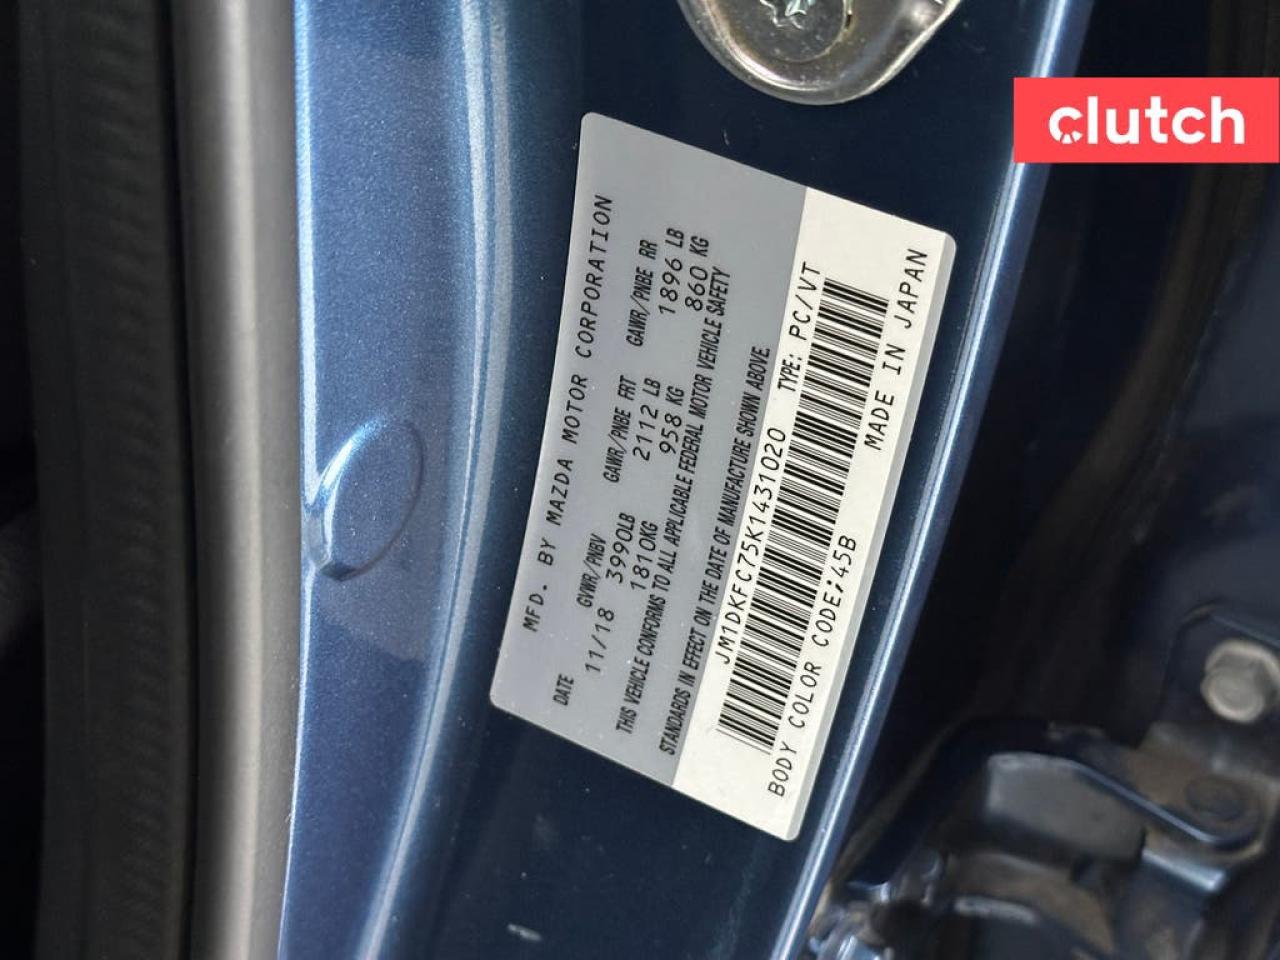 clutch
MFD. BY MAZDA MOTOR CORPORATION
DATE GVWR/PNBV GAWR/PNBE FRT GAWR/PNBE RR
11/18 3990LB 2112 LB 1896 LB
1810KG 958 KG 860 KG
THIS VEHICLE CONFORMS TO ALL APPLICABLE FEDERAL MOTOR VEHICLE SAFETY
STANDARDS IN EFFECT ON THE DATE OF MANUFACTURE SHOWN ABOVE
JM1DKFC75K1431020 TYPE: PC/VT
BODY COLOR CODE;45B MADE IN JAPAN